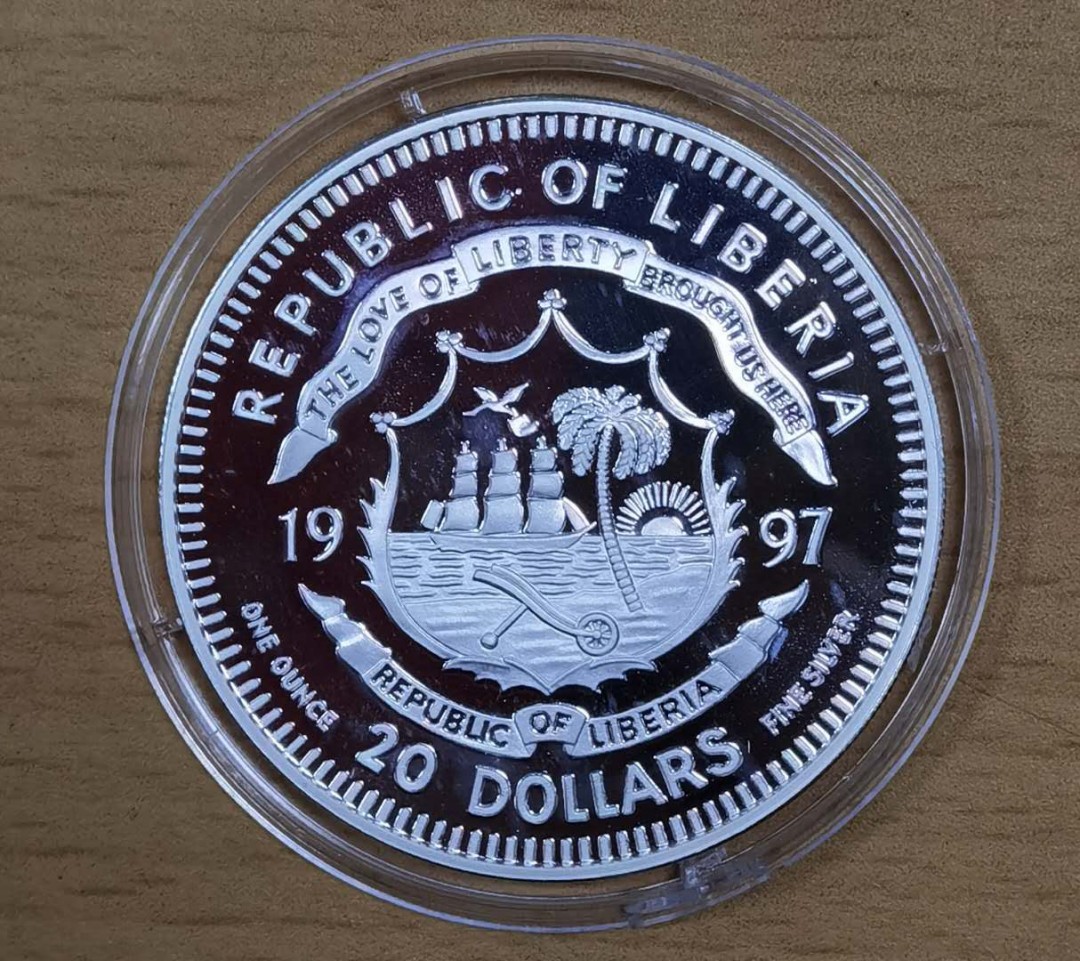 REPUBLIC OF LIBERIA
THE LOVE OF LIBERTY BROUGHT US HERE
19 97
ONE OUNCE
FINE SILVER
REPUBLIC OF LIBERIA
20 DOLLARS